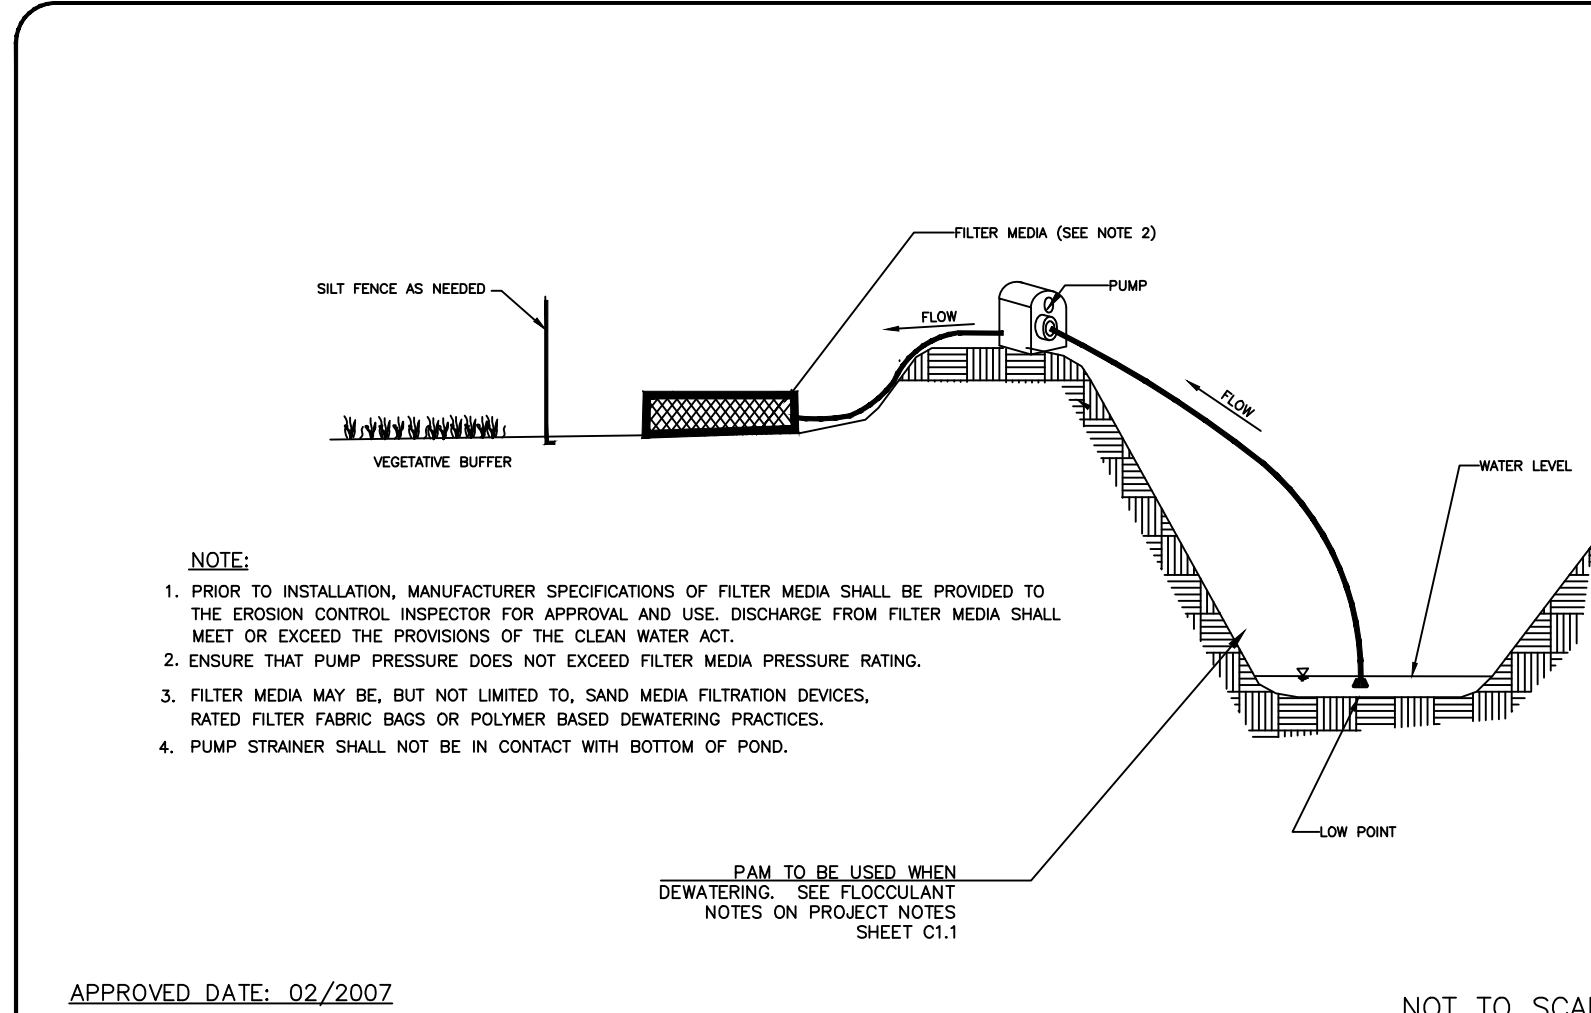 FILTER MEDIA (SEE NOTE 2)
SILT FENCE AS NEEDED
PUMP
FLOW
FLOW
VEGETATIVE BUFFER
WATER LEVEL
NOTE:
1. PRIOR TO INSTALLATION, MANUFACTURER SPECIFICATIONS OF FILTER MEDIA SHALL BE PROVIDED TO
THE EROSION CONTROL INSPECTOR FOR APPROVAL AND USE. DISCHARGE FROM FILTER MEDIA SHALL
MEET OR EXCEED THE PROVISIONS OF THE CLEAN WATER ACT.
2. ENSURE THAT PUMP PRESSURE DOES NOT EXCEED FILTER MEDIA PRESSURE RATING.
3. FILTER MEDIA MAY BE, BUT NOT LIMITED TO, SAND MEDIA FILTRATION DEVICES,
RATED FILTER FABRIC BAGS OR POLYMER BASED DEWATERING PRACTICES.
4. PUMP STRAINER SHALL NOT BE IN CONTACT WITH BOTTOM OF POND.
LOW POINT
PAM TO BE USED WHEN
DEWATERING. SEE FLOCCULANT
NOTES ON PROJECT NOTES
SHEET C1.1
APPROVED DATE: 02/2007
NOT TO